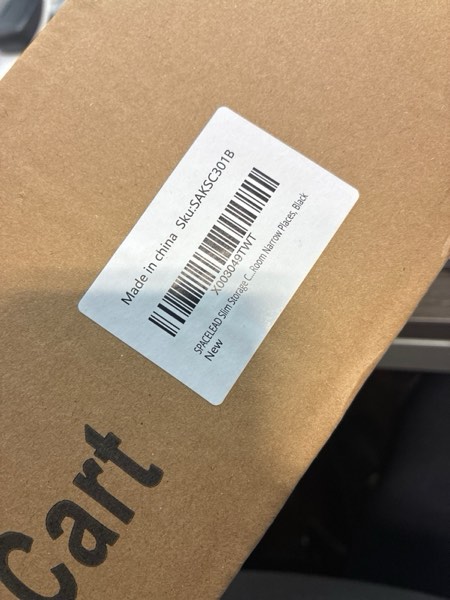 Made in china Sku:SAKSC301B
X003049TWT
SPACELEAD Slim Storage C...Room Narrow Places, Black
New
Cart